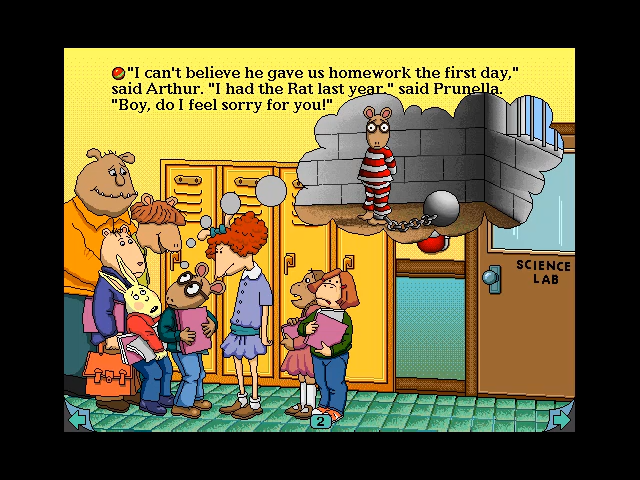 "I can't believe he gave us homework the first day,"
said Arthur. "I had the Rat last year," said Prunella.
"Boy, do I feel sorry for you!"
SCIENCE
LAB
2